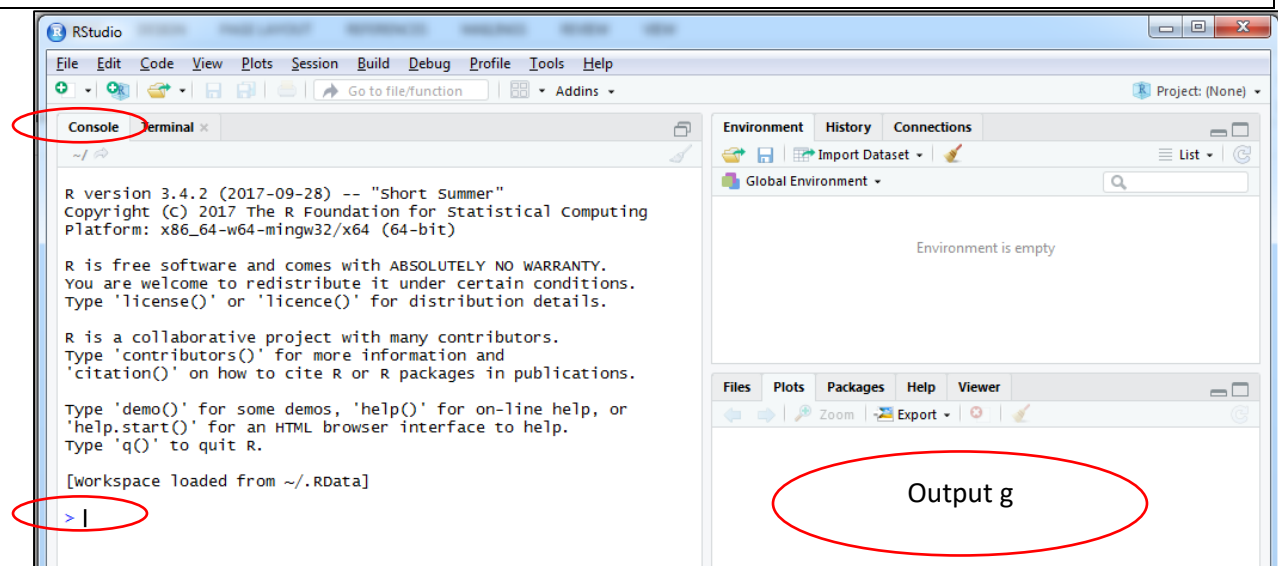 RStudio
File Edit Code View Plots Session Build Debug Profile Tools Help
Go to file/function Addins Project: (None)
Console Terminal
~/
R version 3.4.2 (2017-09-28) -- "Short Summer"
Copyright (C) 2017 The R Foundation for Statistical Computing
Platform: x86_64-w64-mingw32/x64 (64-bit)
R is free software and comes with ABSOLUTELY NO WARRANTY.
You are welcome to redistribute it under certain conditions.
Type 'license()' or 'licence()' for distribution details.
R is a collaborative project with many contributors.
Type 'contributors()' for more information and
'citation()' on how to cite R or R packages in publications.
Type 'demo()' for some demos, 'help()' for on-line help, or
'help.start()' for an HTML browser interface to help.
Type 'q()' to quit R.
[Workspace loaded from ~/.RData]
>
Environment History Connections
Import Dataset List
Global Environment
Environment is empty
Files Plots Packages Help Viewer
Zoom Export
Output g